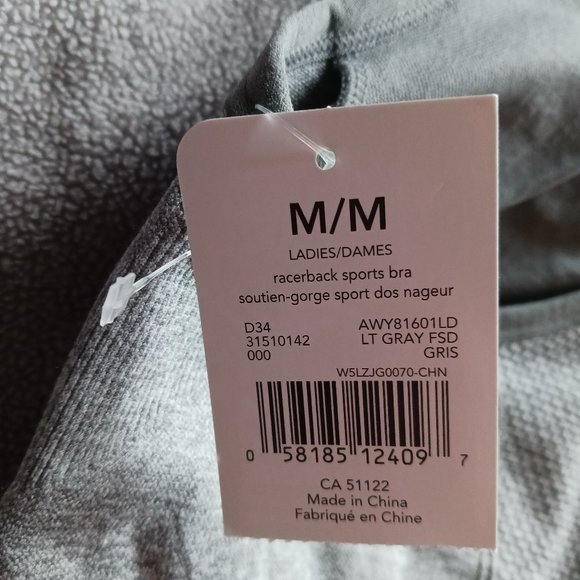 M/M
LADIES/DAMES
racerback sports bra
soutien-gorge sport dos nageur
D34 AWY81601LD
31510142 LT GRAY FSD
000 GRIS
W5LZJG0070-CHN
0 58185 12409 7
CA 51122
Made in China
Fabriqué en Chine